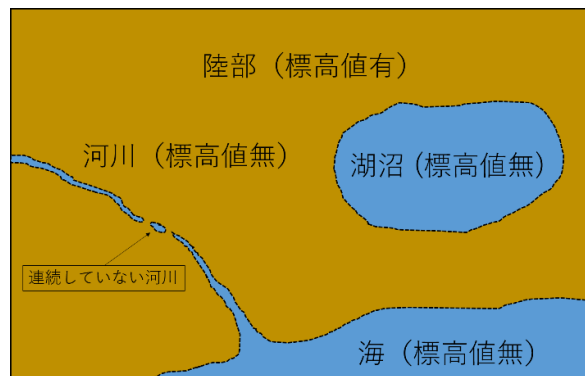 陸部（標高値有）
河川（標高値無）
湖沼（標高値無）
連続していない河川
海（標高値無）